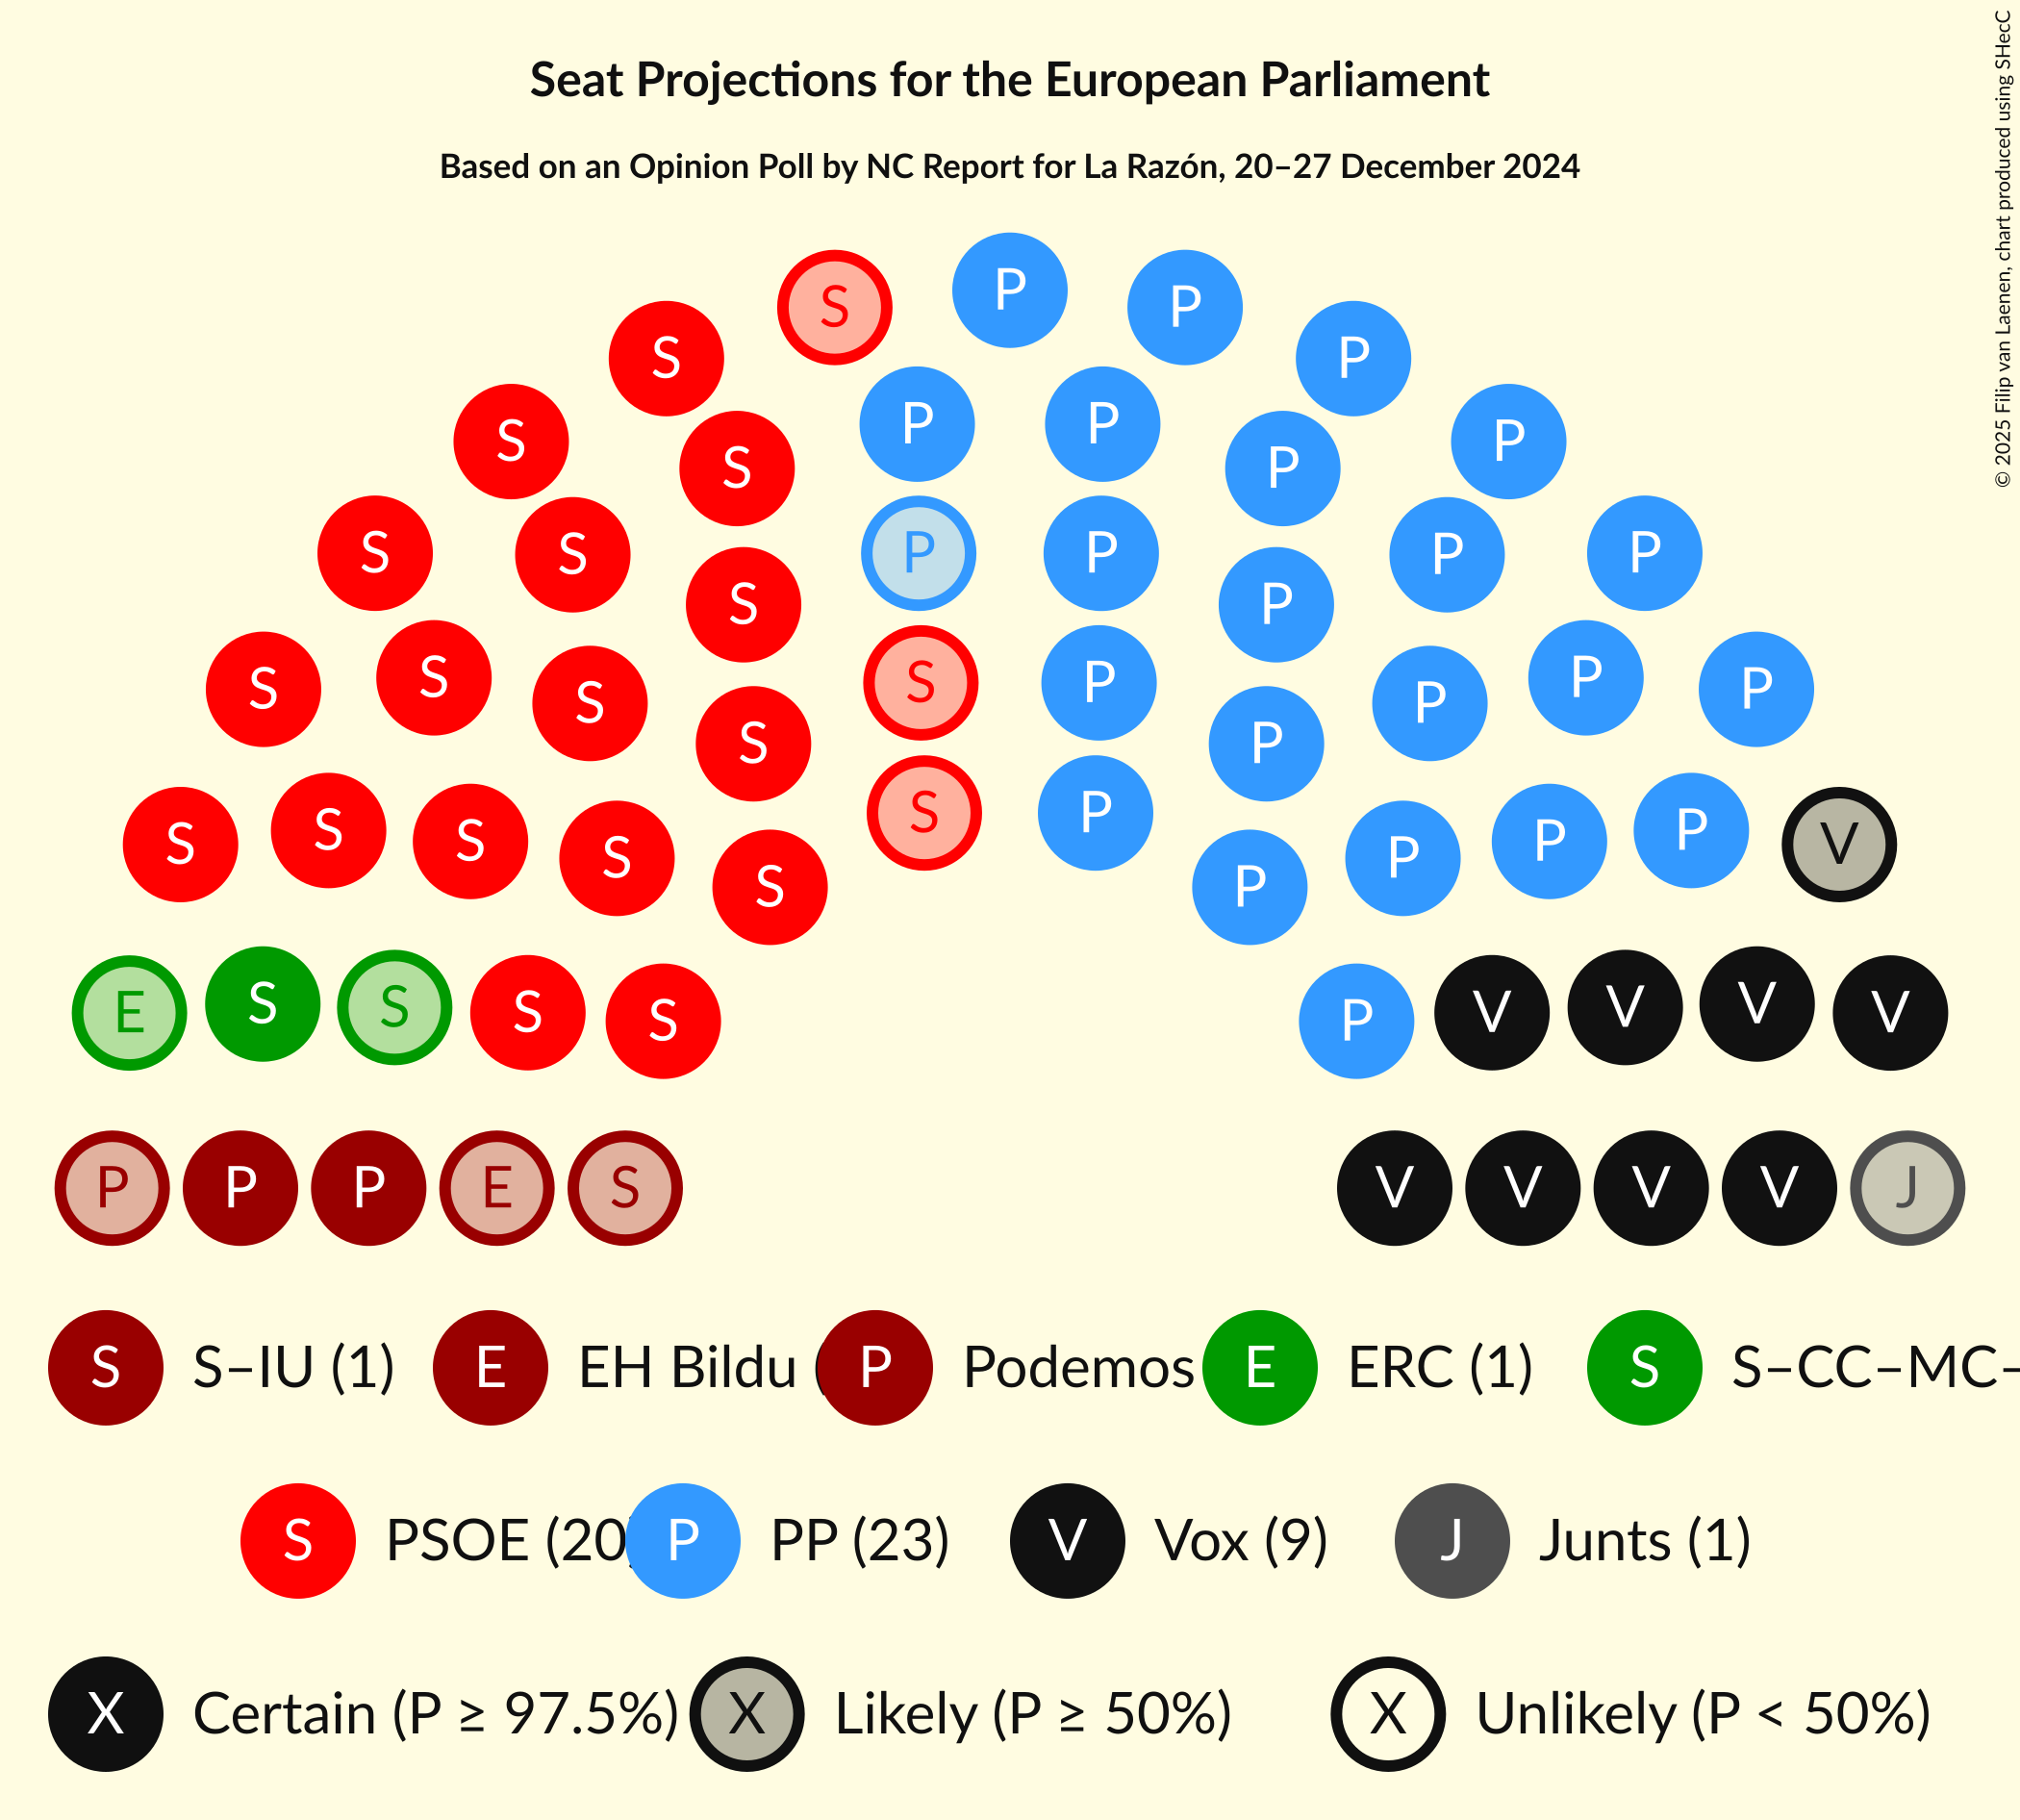 Seat Projections for the European Parliament
Based on an Opinion Poll by NC Report for La Razón, 20–27 December 2024
© 2025 Filip van Laenen, chart produced using SHecC
P
S P
S P
S P
P P
S P
S P
S P P
S P
S P
S P
S P
S P
S P
S P
S P
S P
S P
S P
S P
S V
S P
S P
S P
E S S S S P V V V V
P P P E S V V V V J
S S–IU (1) E EH Bildu ( P Podemos E ERC (1) S S–CC–MC–
S PSOE (20) P PP (23) V Vox (9) J Junts (1)
X Certain (P ≥ 97.5%) X Likely (P ≥ 50%) X Unlikely (P < 50%)